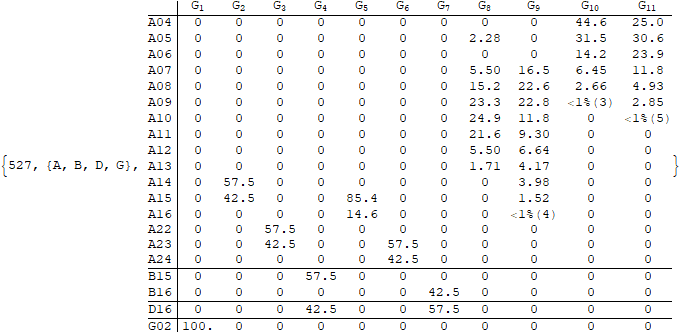 G₁ G₂ G₃ G₄ G₅ G₆ G₇ G₈ G₉ G₁₀ G₁₁
A04 0 0 0 0 0 0 0 0 0 44.6 25.0
A05 0 0 0 0 0 0 0 2.28 0 31.5 30.6
A06 0 0 0 0 0 0 0 0 0 14.2 23.9
A07 0 0 0 0 0 0 0 5.50 16.5 6.45 11.8
A08 0 0 0 0 0 0 0 15.2 22.6 2.66 4.93
A09 0 0 0 0 0 0 0 23.3 22.8 <1%(3) 2.85
A10 0 0 0 0 0 0 0 24.9 11.8 0 <1%(5)
A11 0 0 0 0 0 0 0 21.6 9.30 0 0
A12 0 0 0 0 0 0 0 5.50 6.64 0 0
{527, {A, B, D, G}, A13 0 0 0 0 0 0 0 1.71 4.17 0 0 }
A14 0 57.5 0 0 0 0 0 0 3.98 0 0
A15 0 42.5 0 0 85.4 0 0 0 1.52 0 0
A16 0 0 0 0 14.6 0 0 0 <1%(4) 0 0
A22 0 0 57.5 0 0 0 0 0 0 0 0
A23 0 0 42.5 0 0 57.5 0 0 0 0 0
A24 0 0 0 0 0 42.5 0 0 0 0 0
B15 0 0 0 57.5 0 0 0 0 0 0 0
B16 0 0 0 0 0 0 42.5 0 0 0 0
D16 0 0 0 42.5 0 0 57.5 0 0 0 0
G02 100. 0 0 0 0 0 0 0 0 0 0